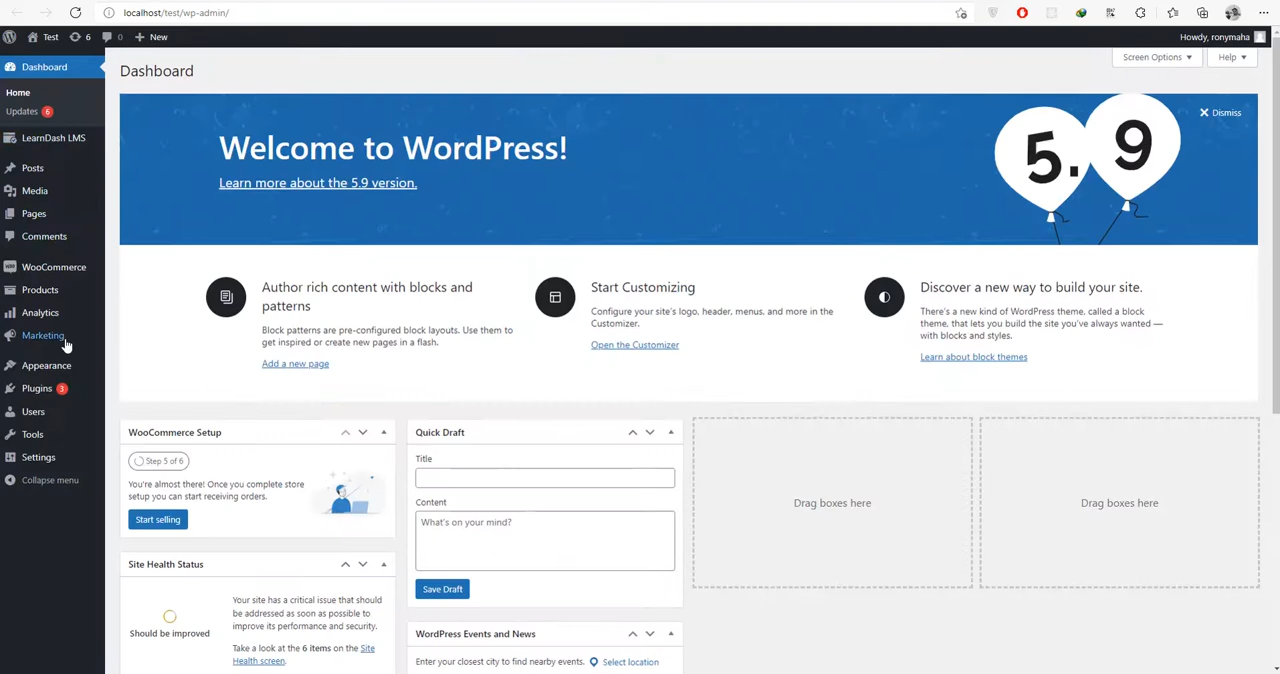 localhost/test/wp-admin/
Test 6 0 New
Howdy, ronymaha
Dashboard
Home
Updates 6
LearnDash LMS
Posts
Media
Pages
Comments
WooCommerce
Products
Analytics
Marketing
Appearance
Plugins 3
Users
Tools
Settings
Collapse menu
Dashboard
Screen Options
Help
Dismiss
Welcome to WordPress!
Learn more about the 5.9 version.
5.9
Author rich content with blocks and
patterns
Block patterns are pre-configured block layouts. Use them to
get inspired or create new pages in a flash.
Add a new page
Start Customizing
Configure your site's logo, header, menus, and more in the
Customizer.
Open the Customizer
Discover a new way to build your site.
There's a new kind of WordPress theme, called a block
theme, that lets you build the site you've always wanted —
with blocks and styles.
Learn about block themes
WooCommerce Setup
Step 5 of 6
You're almost there! Once you complete store
setup you can start receiving orders.
Start selling
Site Health Status
Should be improved
Your site has a critical issue that should
be addressed as soon as possible to
improve its performance and security.
Take a look at the 6 items on the Site
Health screen.
Quick Draft
Title
Content
What's on your mind?
Save Draft
WordPress Events and News
Enter your closest city to find nearby events. Select location
Drag boxes here
Drag boxes here